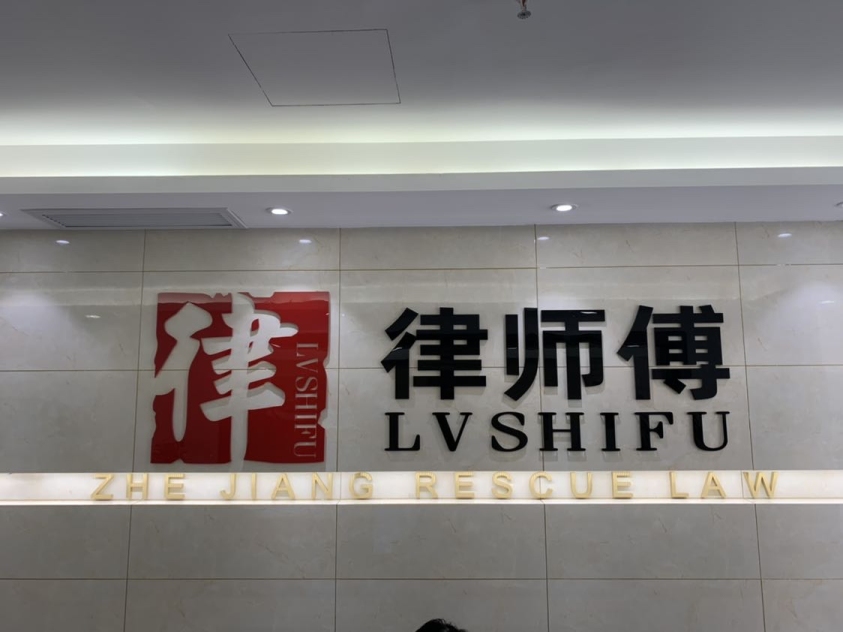 律
LVSHIFU
律师傅
LVSHIFU
ZHE JIANG RESCUE LAW